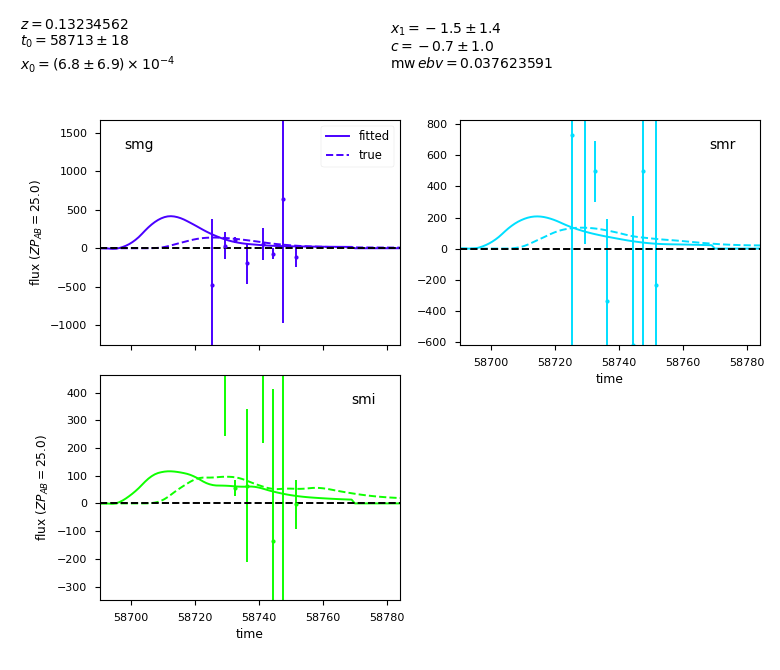 z = 0.13234562
t₀ = 58713 ± 18
x₀ = (6.8 ± 6.9) × 10⁻⁴
x₁ = −1.5 ± 1.4
c = −0.7 ± 1.0
mw ebv = 0.037623591
smg
fitted
true
1500
1000
500
0
−500
−1000
flux (ZP_AB = 25.0)
smr
800
600
400
200
0
−200
−400
−600
58700 58720 58740 58760 58780
time
smi
400
300
200
100
0
−100
−200
−300
flux (ZP_AB = 25.0)
58700 58720 58740 58760 58780
time